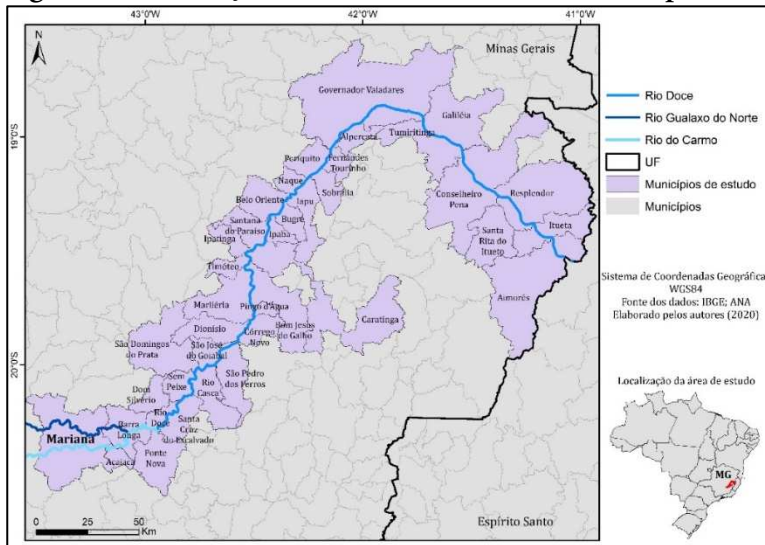 43°0'W
42°0'W
41°0'W
N
Minas Gerais
Governador Valadares
Galiléia
19°0'S
Alpercata
Tumiritinga
Periquito
Fernandes
Tourinho
Naque
Sobrália
Belo Oriente
Iapu
Conselheiro
Pena
Resplendor
Santana
do Paraíso
Bugre
Ipaba
Ipatinga
Santa
Rita do
Itueto
Itueta
Timóteo
Aimorés
Marliéria
Pingo d'Água
Dionísio
Córrego
Novo
Bom Jesus
do Galho
Caratinga
São Domingos
do Prata
São José
do Goiabal
20°0'S
Sem
Peixe
Rio
Casca
São Pedro
dos Ferros
Dom
Silvério
Rio
Doce
Barra
Longa
Santa
Cruz
do Escalvado
Mariana
Acaiaca
Ponte
Nova
0 25 50
Km
Espírito Santo
Rio Doce
Rio Gualaxo do Norte
Rio do Carmo
UF
Municípios de estudo
Municípios
Sistema de Coordenadas Geográfica
WGS84
Fonte dos dados: IBGE; ANA
Elaborado pelos autores (2020)
Localização da área de estudo
MG